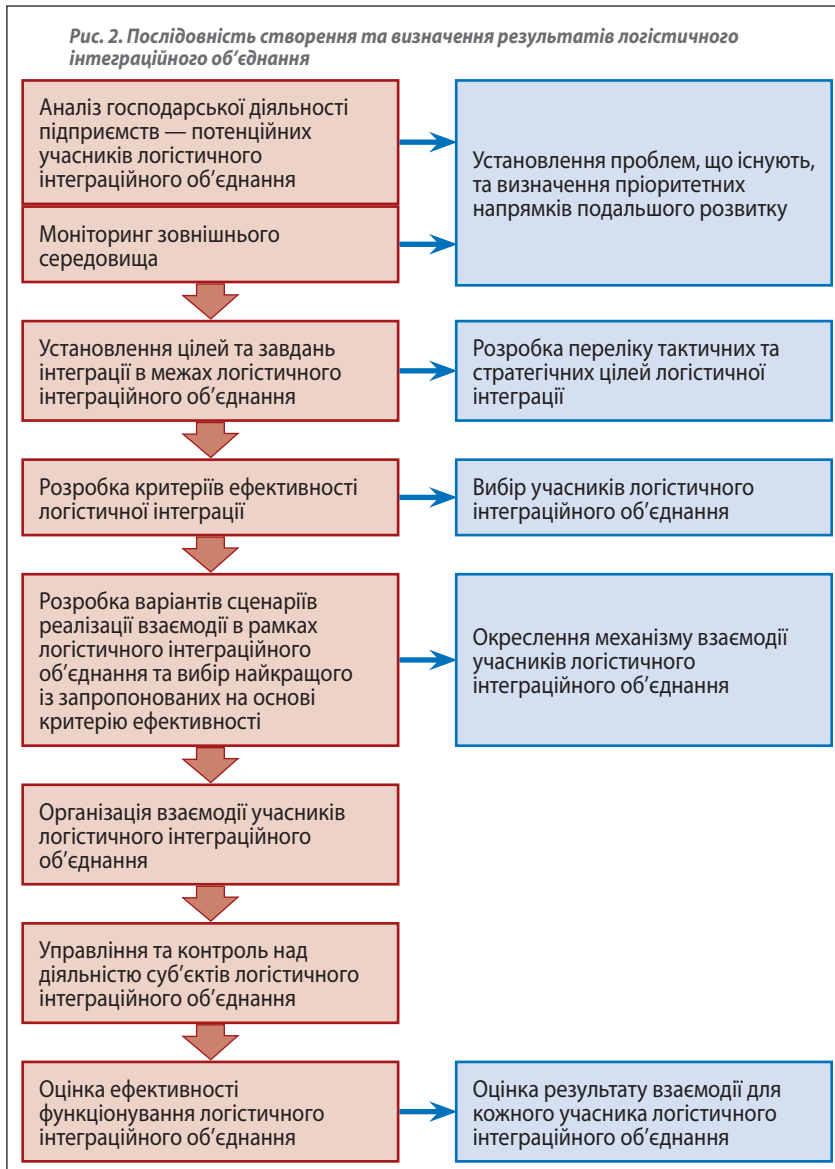 Рис. 2. Послідовність створення та визначення результатів логістичного
інтеграційного об’єднання
Аналіз господарської діяльності
підприємств — потенційних
учасників логістичного
інтеграційного об’єднання
Установлення проблем, що існують,
та визначення пріоритетних
напрямків подальшого розвитку
Моніторинг зовнішнього
середовища
Установлення цілей та завдань
інтеграції в межах логістичного
інтеграційного об’єднання
Розробка переліку тактичних та
стратегічних цілей логістичної
інтеграції
Розробка критеріїв ефективності
логістичної інтеграції
Вибір учасників логістичного
інтеграційного об’єднання
Розробка варіантів сценаріїв
реалізації взаємодії в рамках
логістичного інтеграційного
об’єднання та вибір найкращого
із запропонованих на основі
критерію ефективності
Окреслення механізму взаємодії
учасників логістичного
інтеграційного об’єднання
Організація взаємодії учасників
логістичного інтеграційного
об’єднання
Управління та контроль над
діяльністю суб’єктів логістичного
інтеграційного об’єднання
Оцінка ефективності
функціонування логістичного
інтеграційного об’єднання
Оцінка результату взаємодії для
кожного учасника логістичного
інтеграційного об’єднання